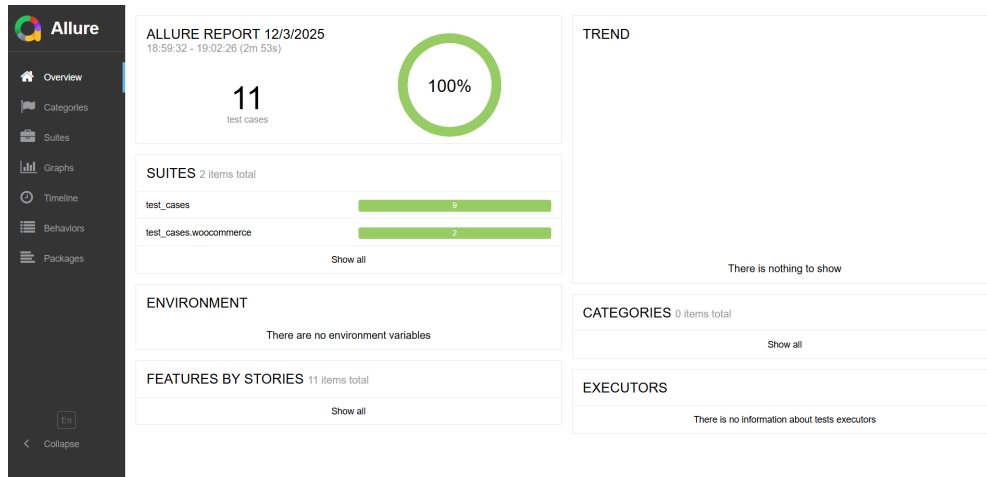 Allure
Overview
Categories
Suites
Graphs
Timeline
Behaviors
Packages
En
Collapse
ALLURE REPORT 12/3/2025
18:59:32 - 19:02:26 (2m 53s)
11
test cases
100%
SUITES 2 items total
test_cases 9
test_cases.woocommerce 2
Show all
ENVIRONMENT
There are no environment variables
FEATURES BY STORIES 11 items total
Show all
TREND
There is nothing to show
CATEGORIES 0 items total
Show all
EXECUTORS
There is no information about tests executors